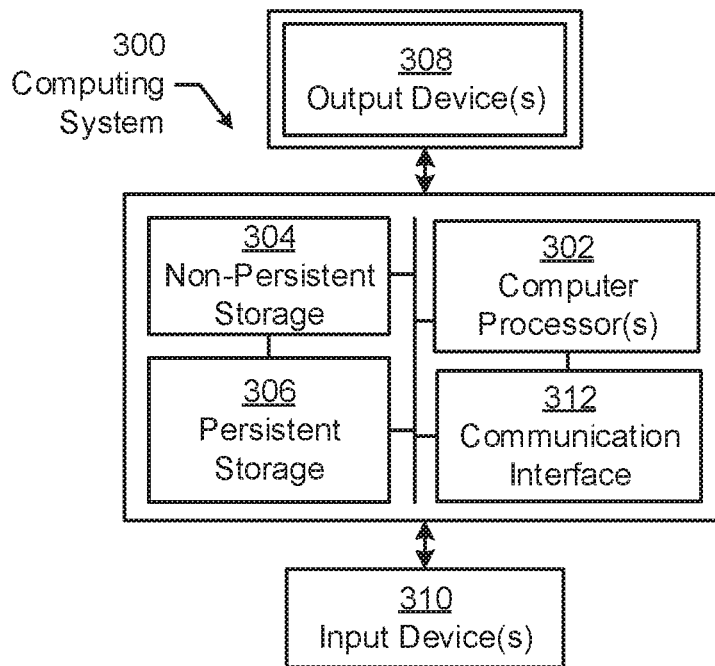 300
Computing
System
308
Output Device(s)
304
Non-Persistent
Storage
302
Computer
Processor(s)
306
Persistent
Storage
312
Communication
Interface
310
Input Device(s)